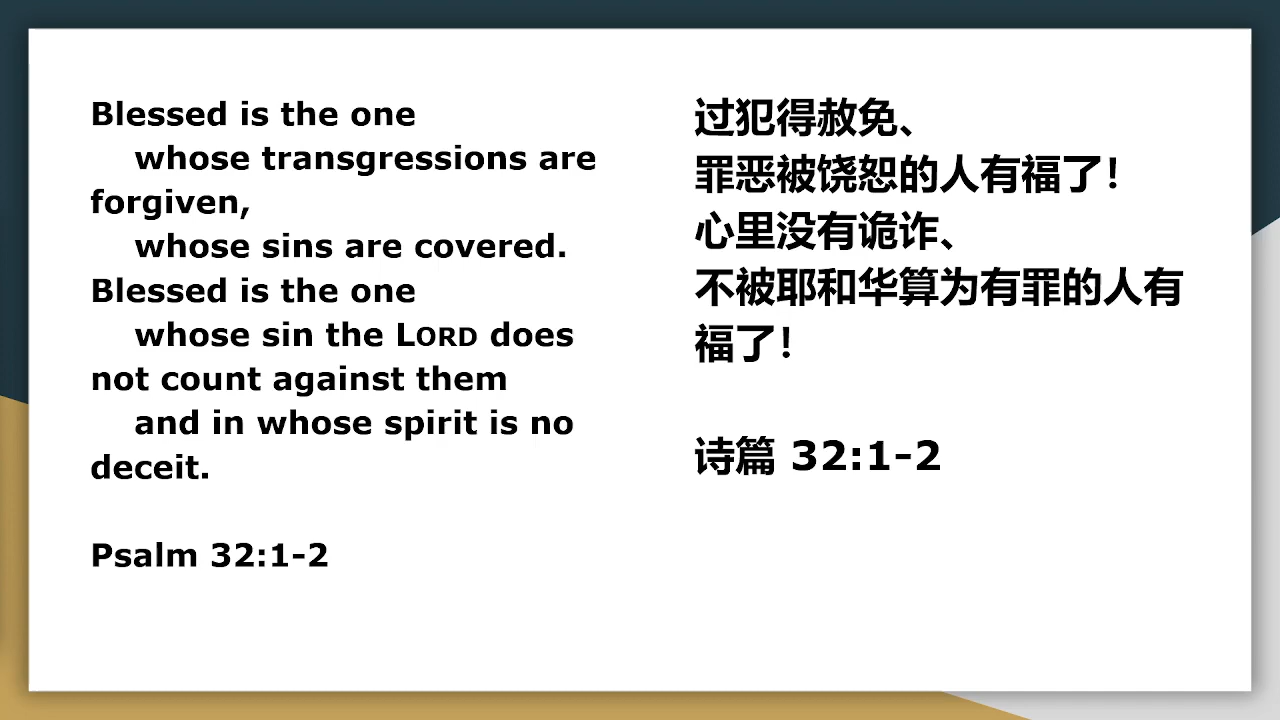 Blessed is the one
whose transgressions are
forgiven,
whose sins are covered.
Blessed is the one
whose sin the LORD does
not count against them
and in whose spirit is no
deceit.
Psalm 32:1-2
过犯得赦免、
罪恶被饶恕的人有福了！
心里没有诡诈、
不被耶和华算为有罪的人有
福了！
诗篇 32:1-2